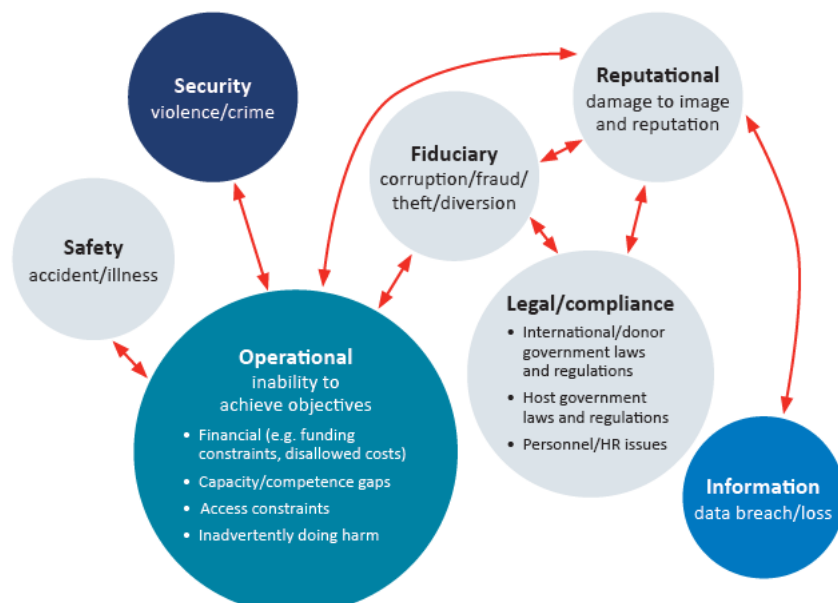 Security
violence/crime
Reputational
damage to image
and reputation
Fiduciary
corruption/fraud/
theft/diversion
Safety
accident/illness
Legal/compliance
• International/donor
government laws
and regulations
• Host government
laws and regulations
• Personnel/HR issues
Operational
inability to
achieve objectives
• Financial (e.g. funding
constraints, disallowed costs)
• Capacity/competence gaps
• Access constraints
• Inadvertently doing harm
Information
data breach/loss